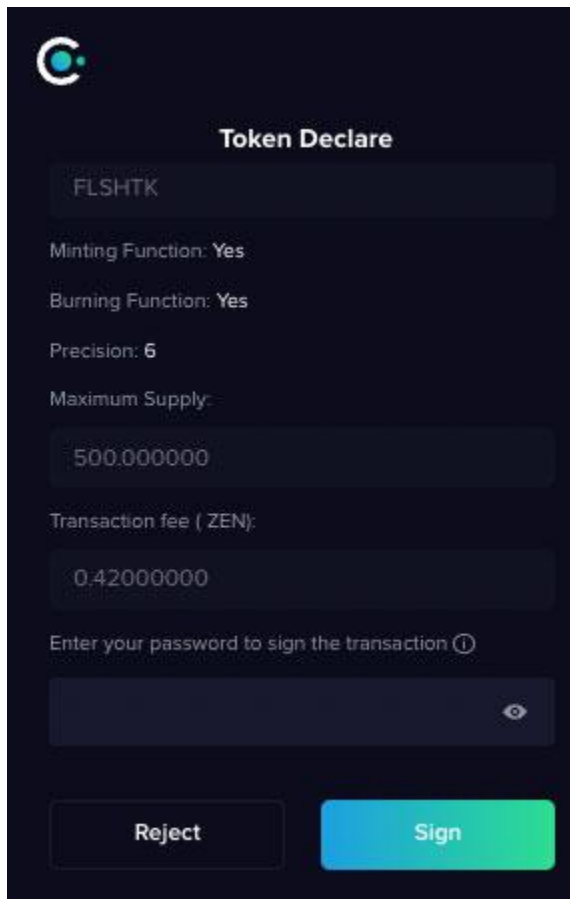 Token Declare
FLSHTK
Minting Function: Yes
Burning Function: Yes
Precision: 6
Maximum Supply:
500.000000
Transaction fee ( ZEN):
0.42000000
Enter your password to sign the transaction
Reject
Sign